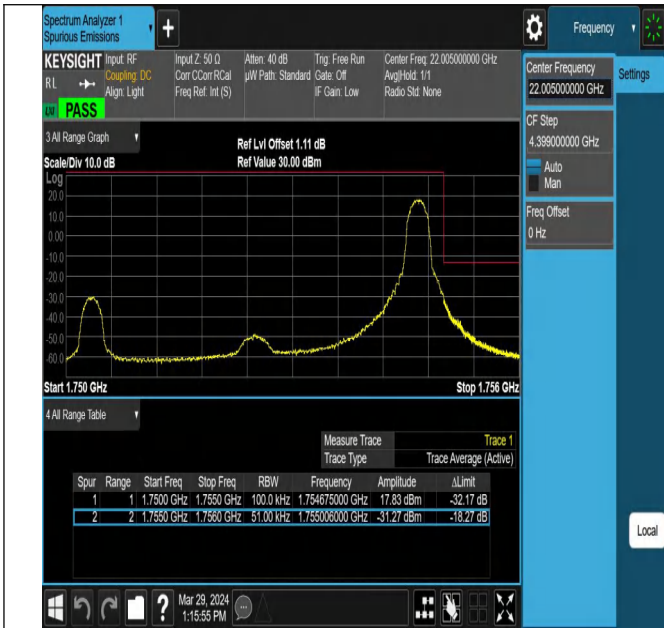 Spectrum Analyzer 1
Spurious Emissions
Frequency
KEYSIGHT
RL
PASS
Input: RF
Coupling: DC
Align: Light
Input Z: 50 Ω
Corr CCorr RCal
Freq Ref: Int (S)
Atten: 40 dB
µW Path: Standard
Trig: Free Run
Gate: Off
IF Gain: Low
Center Freq: 22.005000000 GHz
Avg|Hold: 1/1
Radio Std: None
Center Frequency
22.005000000 GHz
Settings
CF Step
4.399000000 GHz
Auto
Man
Freq Offset
0 Hz
3 All Range Graph
Scale/Div 10.0 dB
Ref Lvl Offset 1.11 dB
Ref Value 30.00 dBm
Log
20.0
10.0
0.00
-10.0
-20.0
-30.0
-40.0
-50.0
-60.0
Start 1.750 GHz
Stop 1.756 GHz
4 All Range Table
Measure Trace Trace 1
Trace Type Trace Average (Active)
Spur Range Start Freq Stop Freq RBW Frequency Amplitude ΔLimit
1 1 1.7500 GHz 1.7550 GHz 100.0 kHz 1.754675000 GHz 17.83 dBm -32.17 dB
2 2 1.7550 GHz 1.7560 GHz 51.00 kHz 1.755006000 GHz -31.27 dBm -18.27 dB
Local
Mar 29, 2024
1:15:55 PM